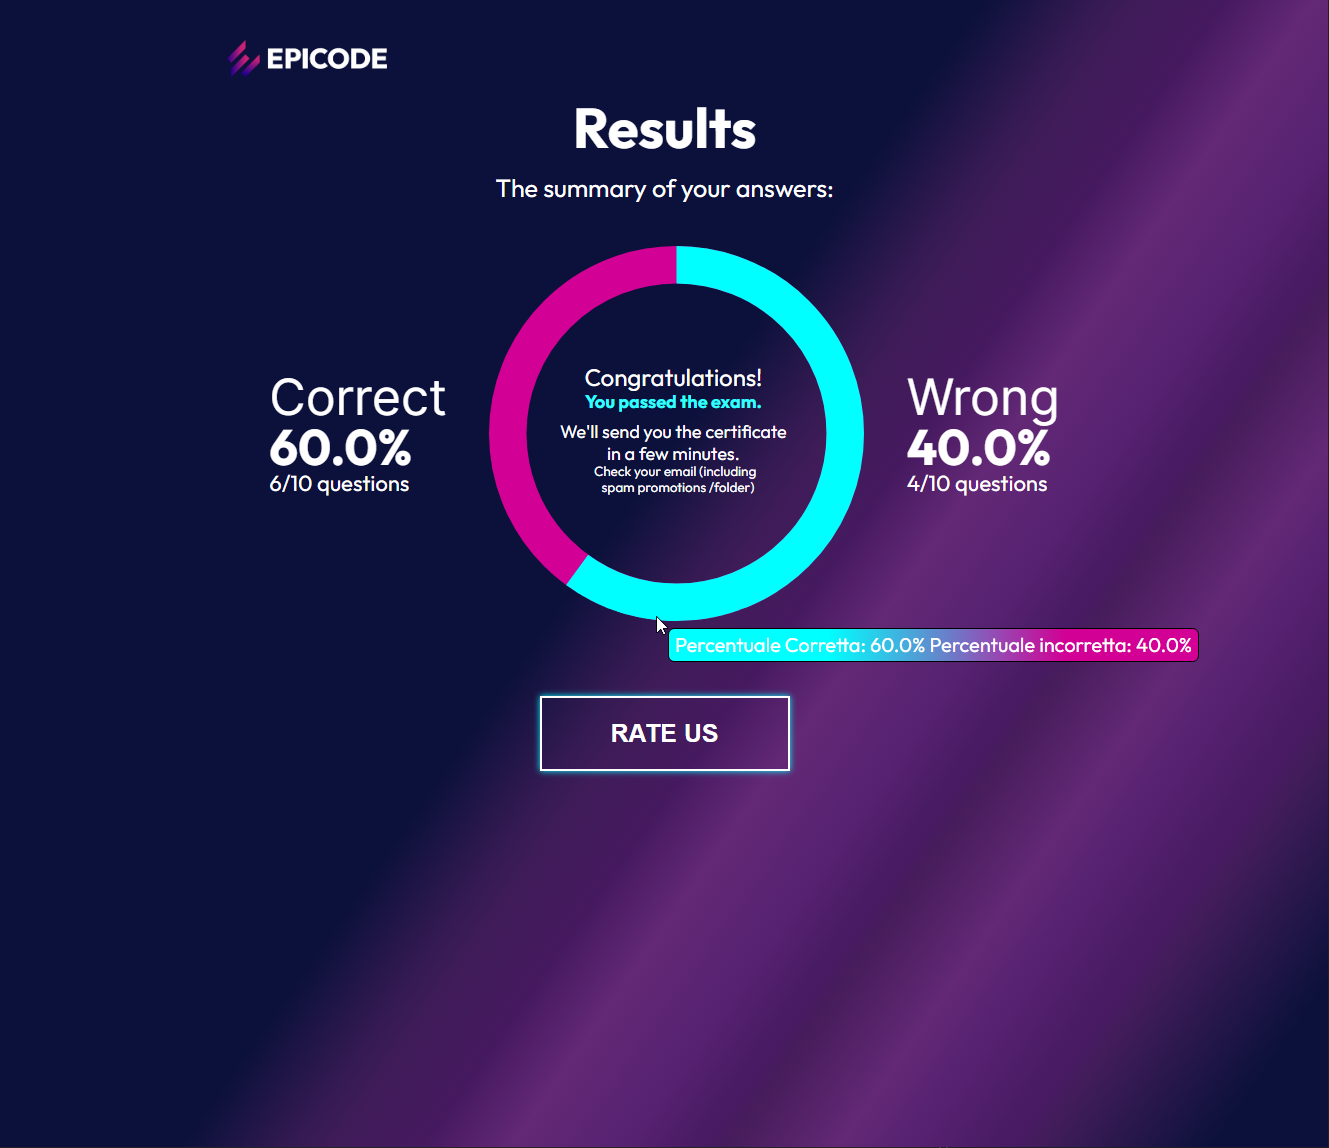 EPICODE
Results
The summary of your answers:
Correct
60.0%
6/10 questions
Congratulations!
You passed the exam.
We'll send you the certificate
in a few minutes.
Check your email (including
spam promotions /folder)
Wrong
40.0%
4/10 questions
Percentuale Corretta: 60.0% Percentuale incorretta: 40.0%
RATE US